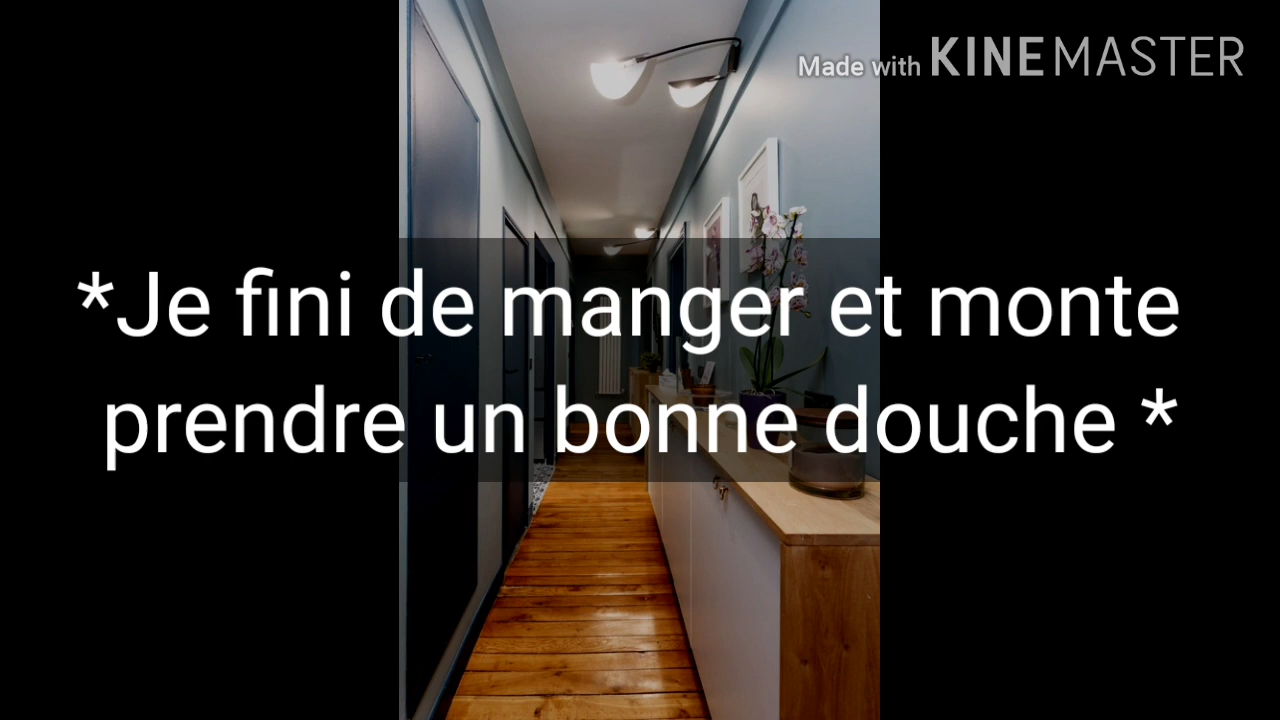 Made with KINEMASTER
*Je fini de manger et monte
prendre un bonne douche *